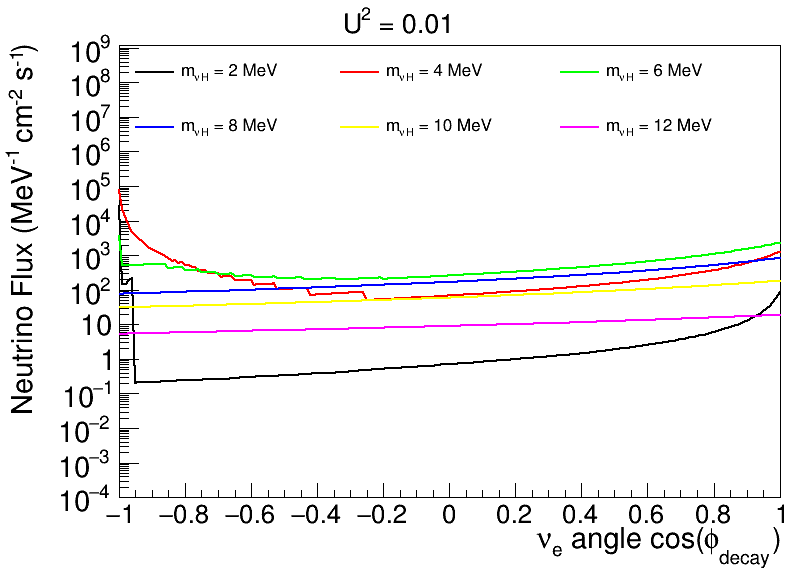 U² = 0.01
Neutrino Flux (MeV⁻¹ cm⁻² s⁻¹)
m_νH = 2 MeV m_νH = 4 MeV m_νH = 6 MeV
m_νH = 8 MeV m_νH = 10 MeV m_νH = 12 MeV
10⁹
10⁸
10⁷
10⁶
10⁵
10⁴
10³
10²
10
1
10⁻¹
10⁻²
10⁻³
10⁻⁴
−1 −0.8 −0.6 −0.4 −0.2 0 0.2 0.4 0.6 0.8 1
ν_e angle cos(ϕ_decay)